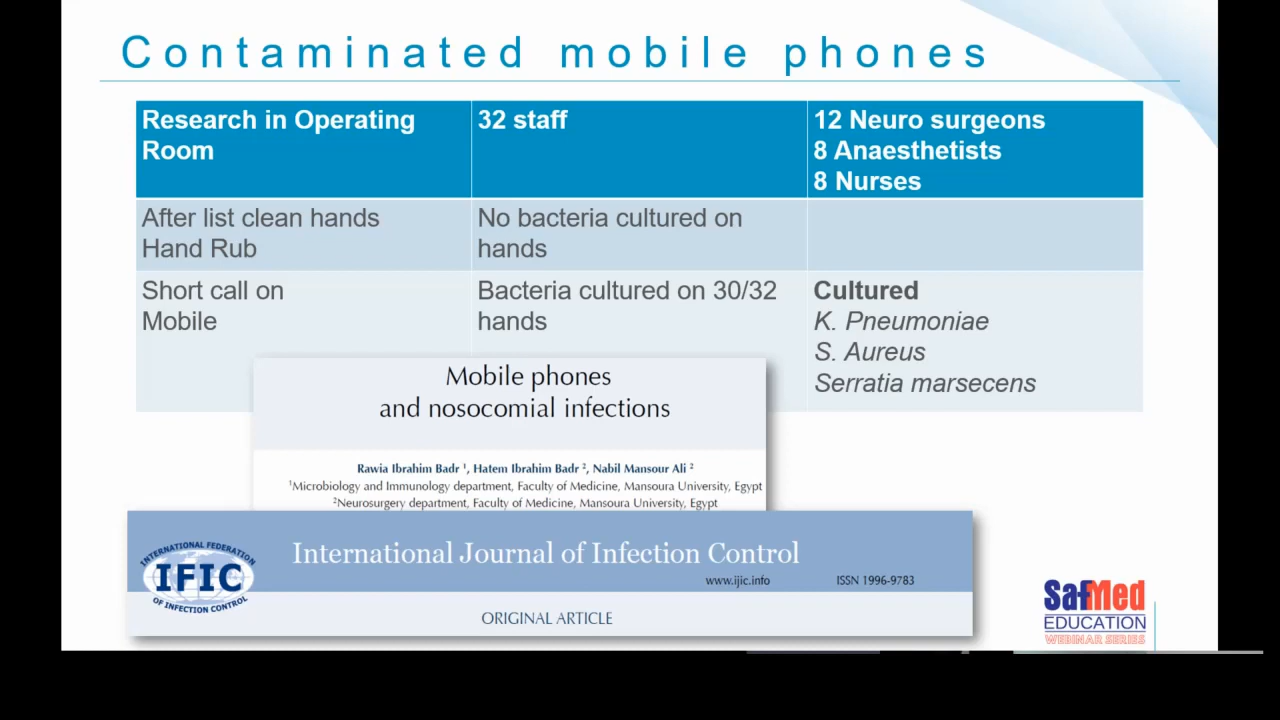 Contaminated mobile phones
Research in Operating
Room
32 staff
12 Neuro surgeons
8 Anaesthetists
8 Nurses
After list clean hands
Hand Rub
No bacteria cultured on
hands
Short call on
Mobile
Bacteria cultured on 30/32
hands
Cultured
K. Pneumoniae
S. Aureus
Serratia marsecens
Mobile phones
and nosocomial infections
Rawia Ibrahim Badr ¹, Hatem Ibrahim Badr ², Nabil Mansour Ali ²
¹Microbiology and Immunology department, Faculty of Medicine, Mansoura University, Egypt
²Neurosurgery department, Faculty of Medicine, Mansoura University, Egypt
INTERNATIONAL FEDERATION
IFIC
OF INFECTION CONTROL
International Journal of Infection Control
www.ijic.info ISSN 1996-9783
ORIGINAL ARTICLE
SafMed
EDUCATION
WEBINAR SERIES